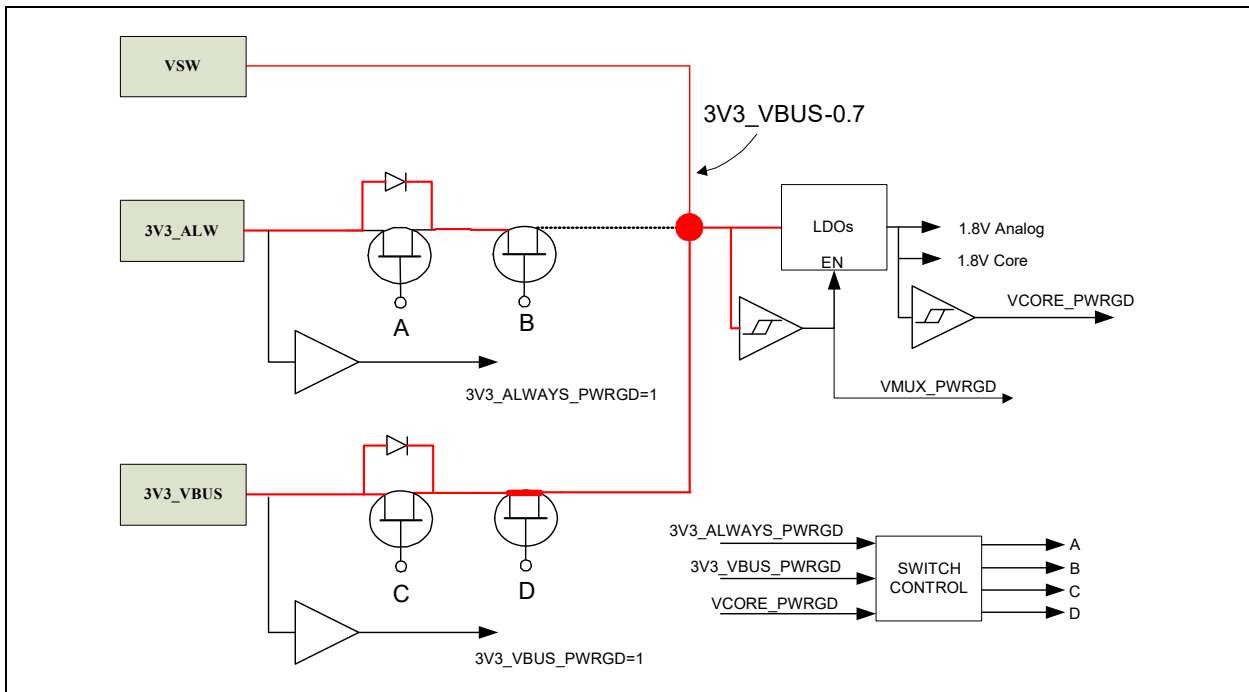 VSW
3V3_VBUS-0.7
3V3_ALW
A
B
3V3_ALWAYS_PWRGD=1
LDOs
EN
1.8V Analog
1.8V Core
VCORE_PWRGD
VMUX_PWRGD
3V3_VBUS
C
D
3V3_VBUS_PWRGD=1
3V3_ALWAYS_PWRGD
3V3_VBUS_PWRGD
VCORE_PWRGD
SWITCH
CONTROL
A
B
C
D